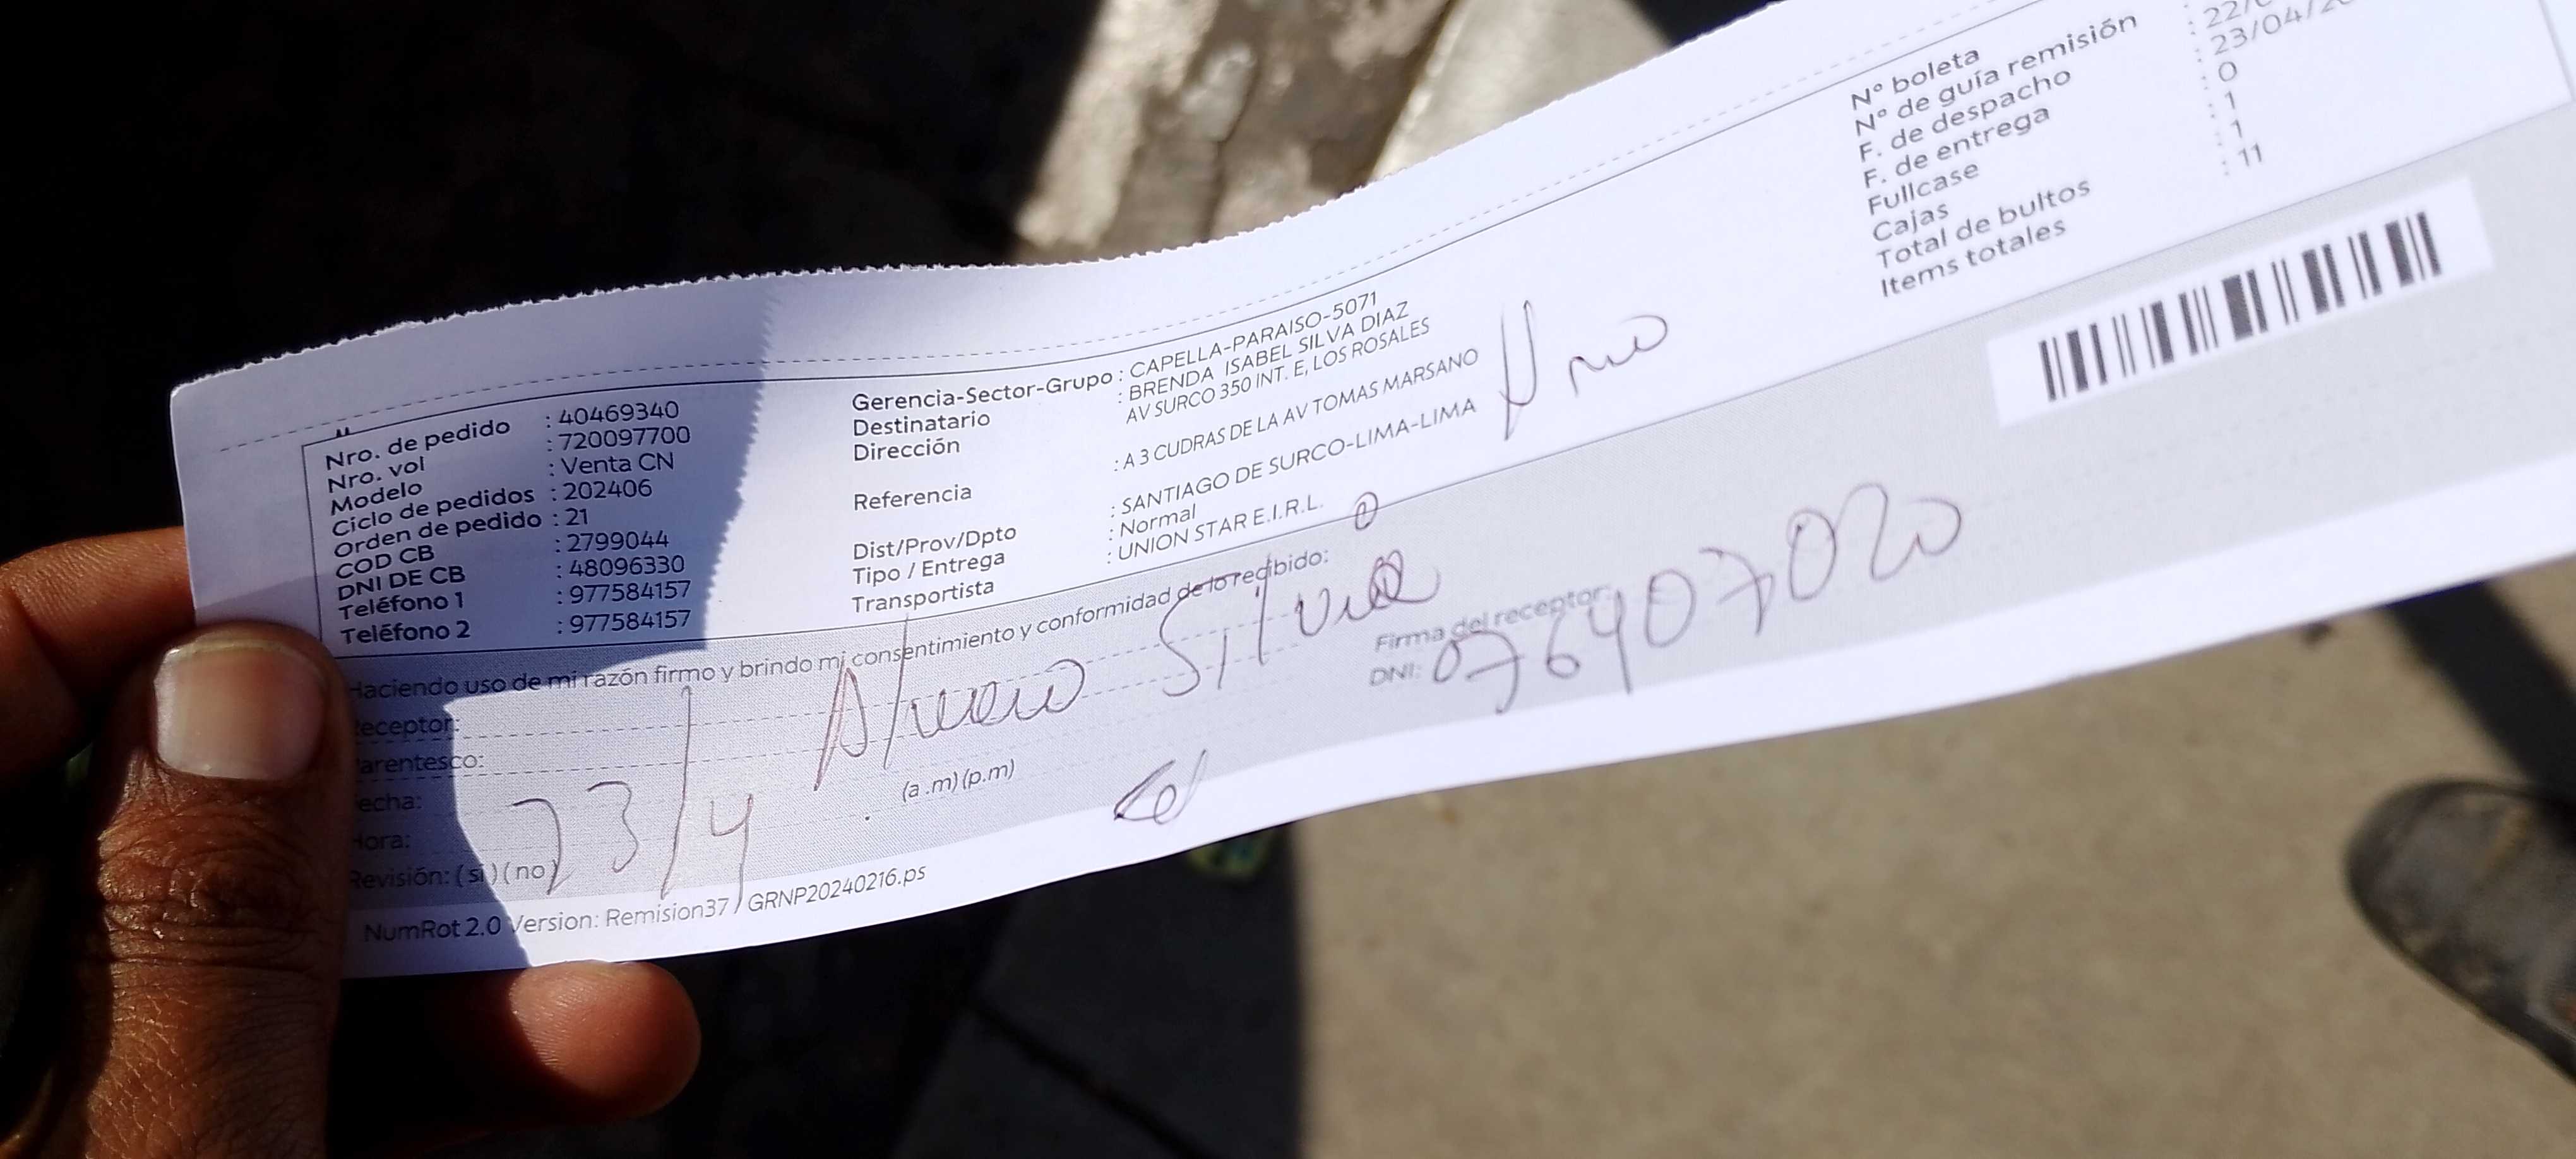 Nro. de pedido : 40469340
Nro. vol : 720097700
Modelo : Venta CN
Ciclo de pedidos : 202406
Orden de pedido : 21
COD CB : 2799044
DNI DE CB : 48096330
Teléfono 1 : 977584157
Teléfono 2 : 977584157
Gerencia-Sector-Grupo : CAPELLA-PARAISO-5071
Destinatario : BRENDA ISABEL SILVA DIAZ
Dirección AV SURCO 350 INT. E, LOS ROSALES
Referencia : A 3 CUDRAS DE LA AV TOMAS MARSANO
Dist/Prov/Dpto : SANTIAGO DE SURCO-LIMA-LIMA
Tipo / Entrega : Normal
Transportista : UNION STAR E.I.R.L.
Nº boleta
Nº de guía remisión
F. de despacho : 22/
F. de entrega : 23/04/
Fullcase : 0
Cajas : 1
Total de bultos : 1
Items totales : 11
Haciendo uso de mi razón firmo y brindo mi consentimiento y conformidad de lo recibido:
Receptor: Silva
Parentesco:
Fecha: 23/4
Hora: (a.m) (p.m)
Revisión: (si) (no)
Firma del receptor:
DNI:
NumRot 2.0 Version: Remision37 / GRNP20240216.ps